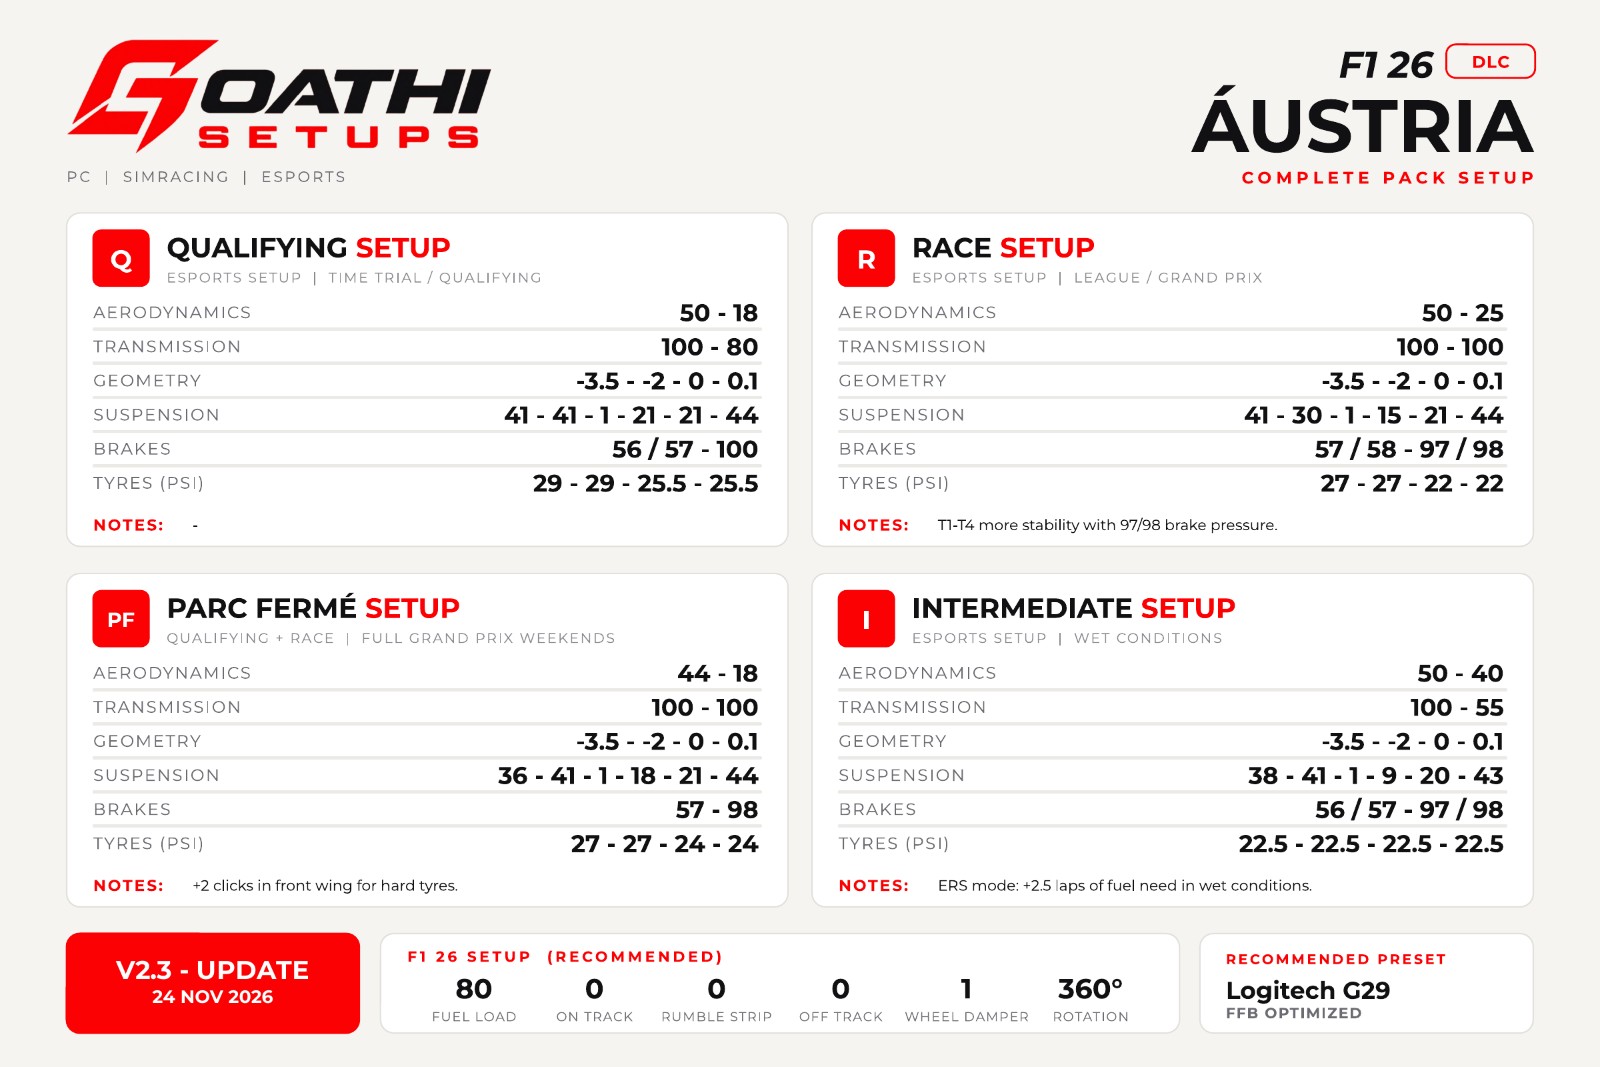 GOATHI
SETUPS
PC | SIMRACING | ESPORTS
F1 26 DLC
ÁUSTRIA
COMPLETE PACK SETUP
Q QUALIFYING SETUP
ESPORTS SETUP | TIME TRIAL / QUALIFYING
AERODYNAMICS 50 - 18
TRANSMISSION 100 - 80
GEOMETRY -3.5 - -2 - 0 - 0.1
SUSPENSION 41 - 41 - 1 - 21 - 21 - 44
BRAKES 56 / 57 - 100
TYRES (PSI) 29 - 29 - 25.5 - 25.5
NOTES: -
R RACE SETUP
ESPORTS SETUP | LEAGUE / GRAND PRIX
AERODYNAMICS 50 - 25
TRANSMISSION 100 - 100
GEOMETRY -3.5 - -2 - 0 - 0.1
SUSPENSION 41 - 30 - 1 - 15 - 21 - 44
BRAKES 57 / 58 - 97 / 98
TYRES (PSI) 27 - 27 - 22 - 22
NOTES: T1-T4 more stability with 97/98 brake pressure.
PF PARC FERMÉ SETUP
QUALIFYING + RACE | FULL GRAND PRIX WEEKENDS
AERODYNAMICS 44 - 18
TRANSMISSION 100 - 100
GEOMETRY -3.5 - -2 - 0 - 0.1
SUSPENSION 36 - 41 - 1 - 18 - 21 - 44
BRAKES 57 - 98
TYRES (PSI) 27 - 27 - 24 - 24
NOTES: +2 clicks in front wing for hard tyres.
I INTERMEDIATE SETUP
ESPORTS SETUP | WET CONDITIONS
AERODYNAMICS 50 - 40
TRANSMISSION 100 - 55
GEOMETRY -3.5 - -2 - 0 - 0.1
SUSPENSION 38 - 41 - 1 - 9 - 20 - 43
BRAKES 56 / 57 - 97 / 98
TYRES (PSI) 22.5 - 22.5 - 22.5 - 22.5
NOTES: ERS mode: +2.5 laps of fuel need in wet conditions.
V2.3 - UPDATE
24 NOV 2026
F1 26 SETUP (RECOMMENDED)
80 0 0 0 1 360º
FUEL LOAD ON TRACK RUMBLE STRIP OFF TRACK WHEEL DAMPER ROTATION
RECOMMENDED PRESET
Logitech G29
FFB OPTIMIZED